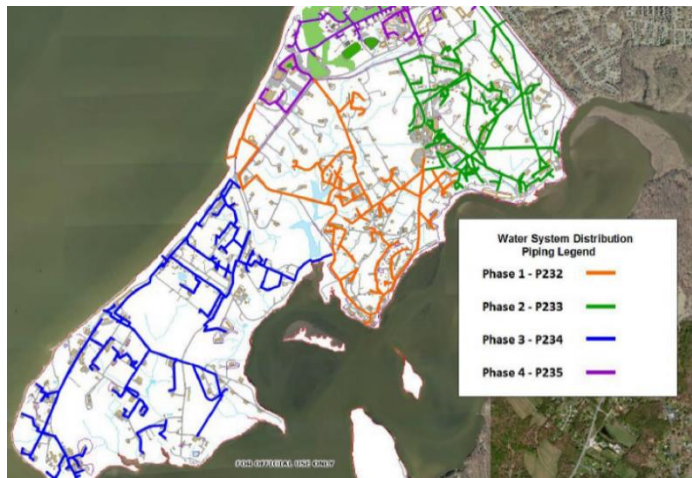 Water System Distribution
Piping Legend
Phase 1 - P232
Phase 2 - P233
Phase 3 - P234
Phase 4 - P235
FOR OFFICIAL USE ONLY